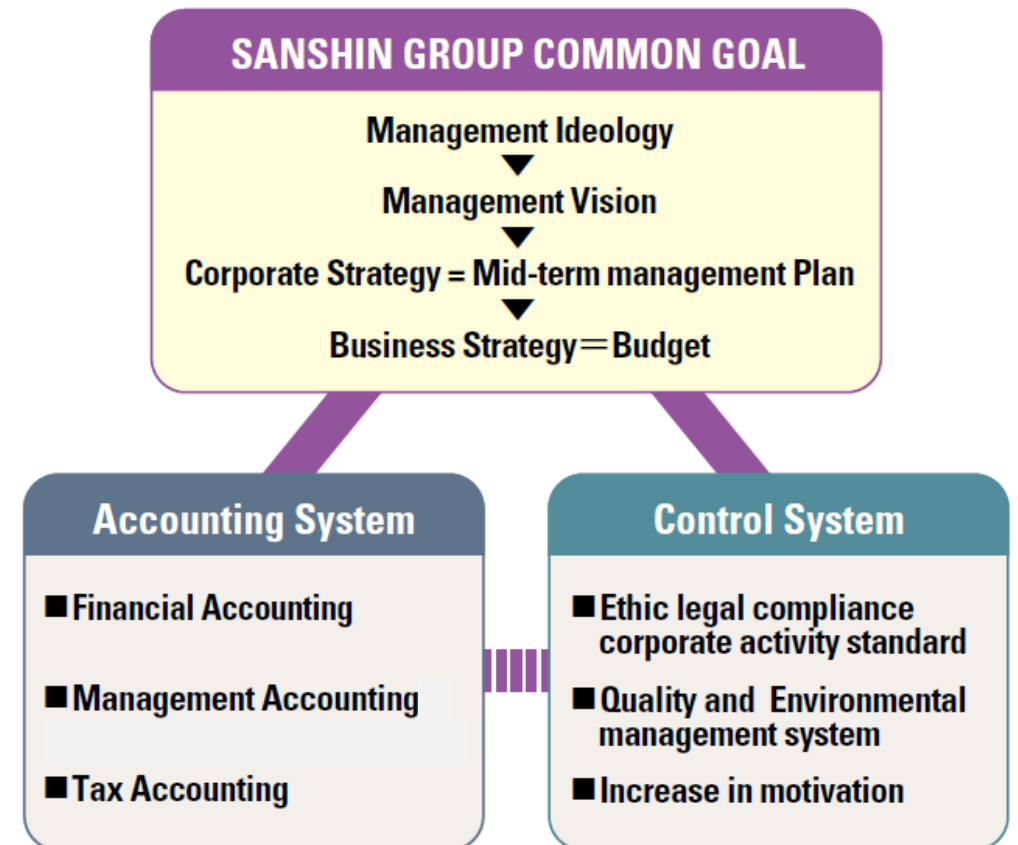 SANSHIN GROUP COMMON GOAL
Management Ideology
▼
Management Vision
▼
Corporate Strategy = Mid-term management Plan
▼
Business Strategy＝Budget
Accounting System
■Financial Accounting
■Management Accounting
■Tax Accounting
Control System
■Ethic legal compliance
corporate activity standard
■Quality and Environmental
management system
■Increase in motivation